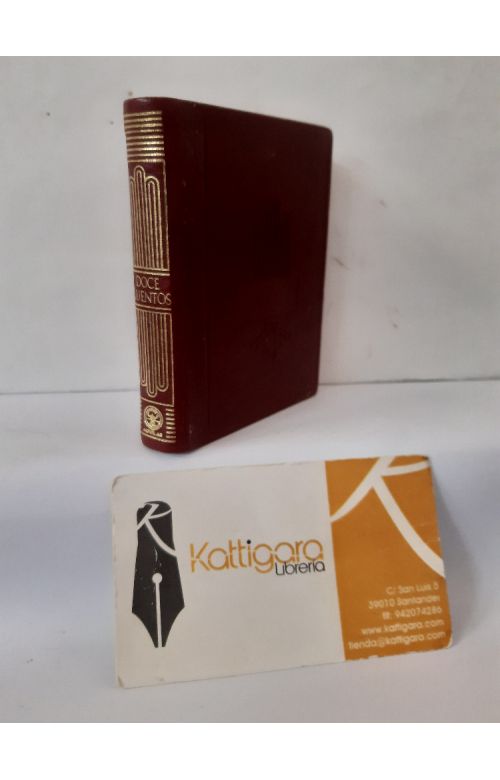 DOCE
CUENTOS
K
Kattigara
Librería
K
C/ San Luis 5
39010 Santander
tlf: 942074286
www.kattigara.com
tienda@kattigara.com